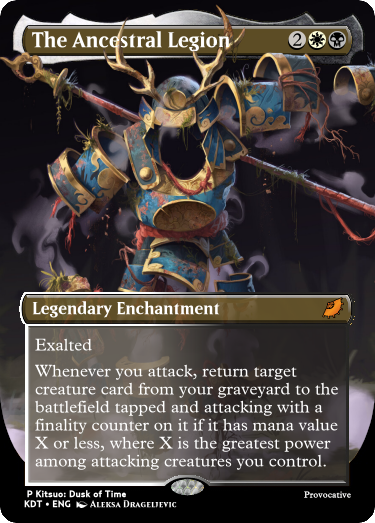 The Ancestral Legion 2
Legendary Enchantment
Exalted
Whenever you attack, return target
creature card from your graveyard to the
battlefield tapped and attacking with a
finality counter on it if it has mana value
X or less, where X is the greatest power
among attacking creatures you control.
P Kitsuo: Dusk of Time
KDT • ENG Aleksa Drageljevic
Provocative